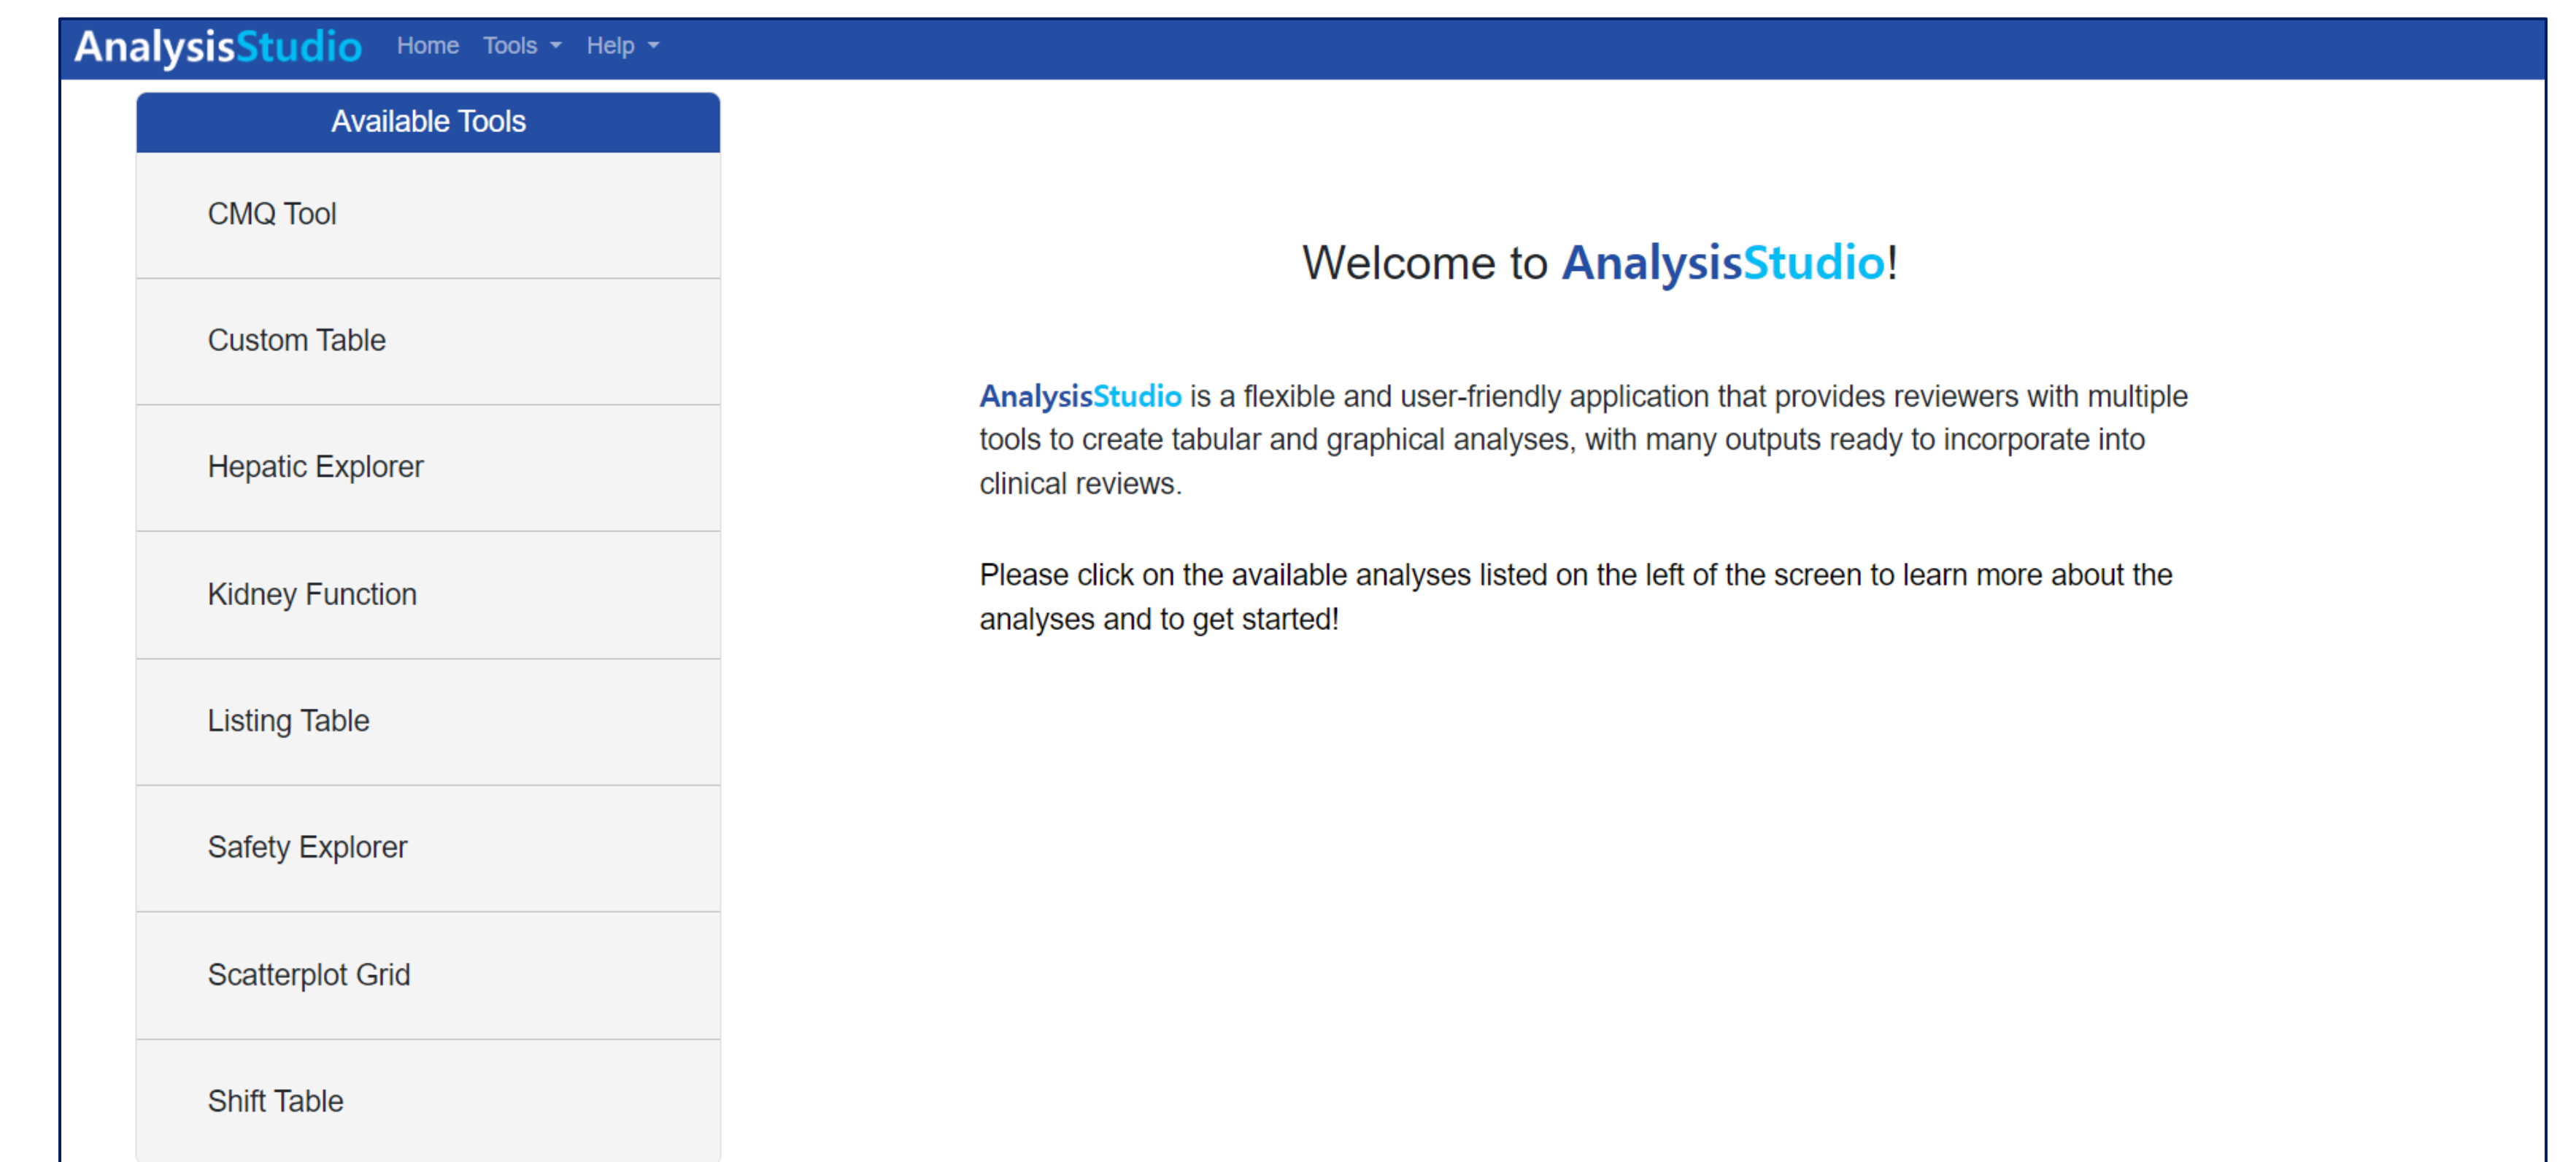 AnalysisStudio Home Tools Help
Available Tools
CMQ Tool
Custom Table
Hepatic Explorer
Kidney Function
Listing Table
Safety Explorer
Scatterplot Grid
Shift Table
Welcome to AnalysisStudio!
AnalysisStudio is a flexible and user-friendly application that provides reviewers with multiple
tools to create tabular and graphical analyses, with many outputs ready to incorporate into
clinical reviews.
Please click on the available analyses listed on the left of the screen to learn more about the
analyses and to get started!